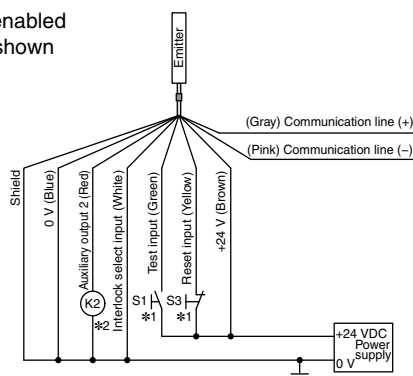 enabled
shown
Emitter
(Gray) Communication line (+)
(Pink) Communication line (−)
Shield
0 V (Blue)
Auxiliary output 2 (Red)
Interlock select input (White)
Test input (Green)
Reset input (Yellow)
+24 V (Brown)
K2
*2
S1
*1
S3
*1
+24 VDC
Power
supply
0 V